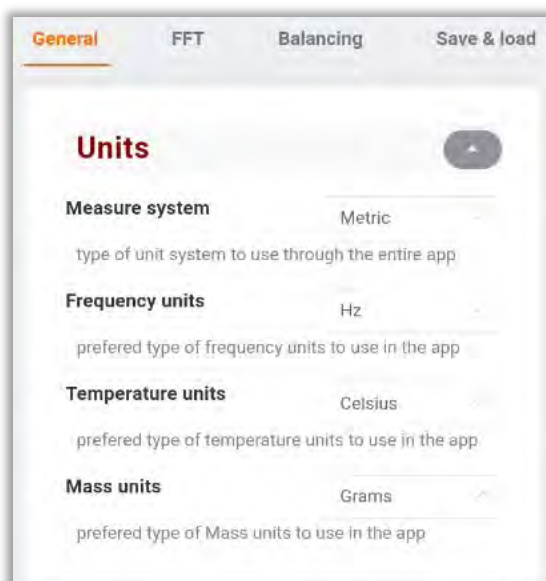 General FFT Balancing Save & load
Units
Measure system Metric
type of unit system to use through the entire app
Frequency units Hz
prefered type of frequency units to use in the app
Temperature units Celsius
prefered type of temperature units to use in the app
Mass units Grams
prefered type of Mass units to use in the app